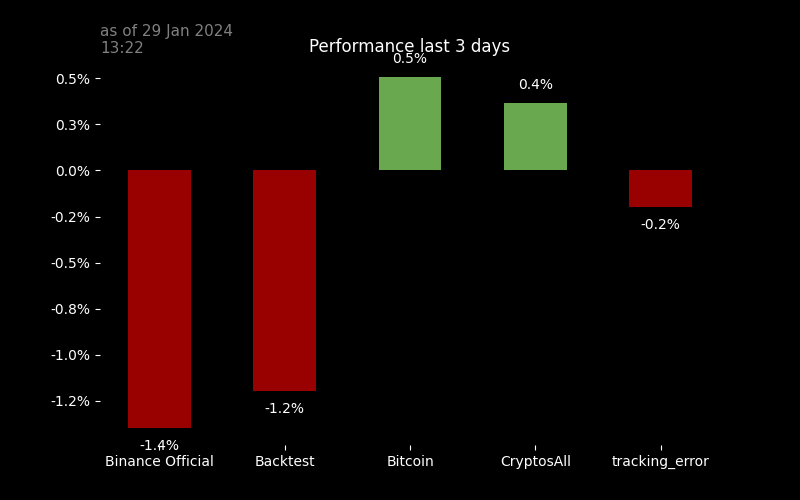 as of 29 Jan 2024
13:22
Performance last 3 days
0.5%
0.5%
0.4%
0.3%
0.0%
-0.2%
-0.2%
-0.5%
-0.8%
-1.0%
-1.2%
-1.2%
-1.4%
Binance Official
Backtest
Bitcoin
CryptosAll
tracking_error